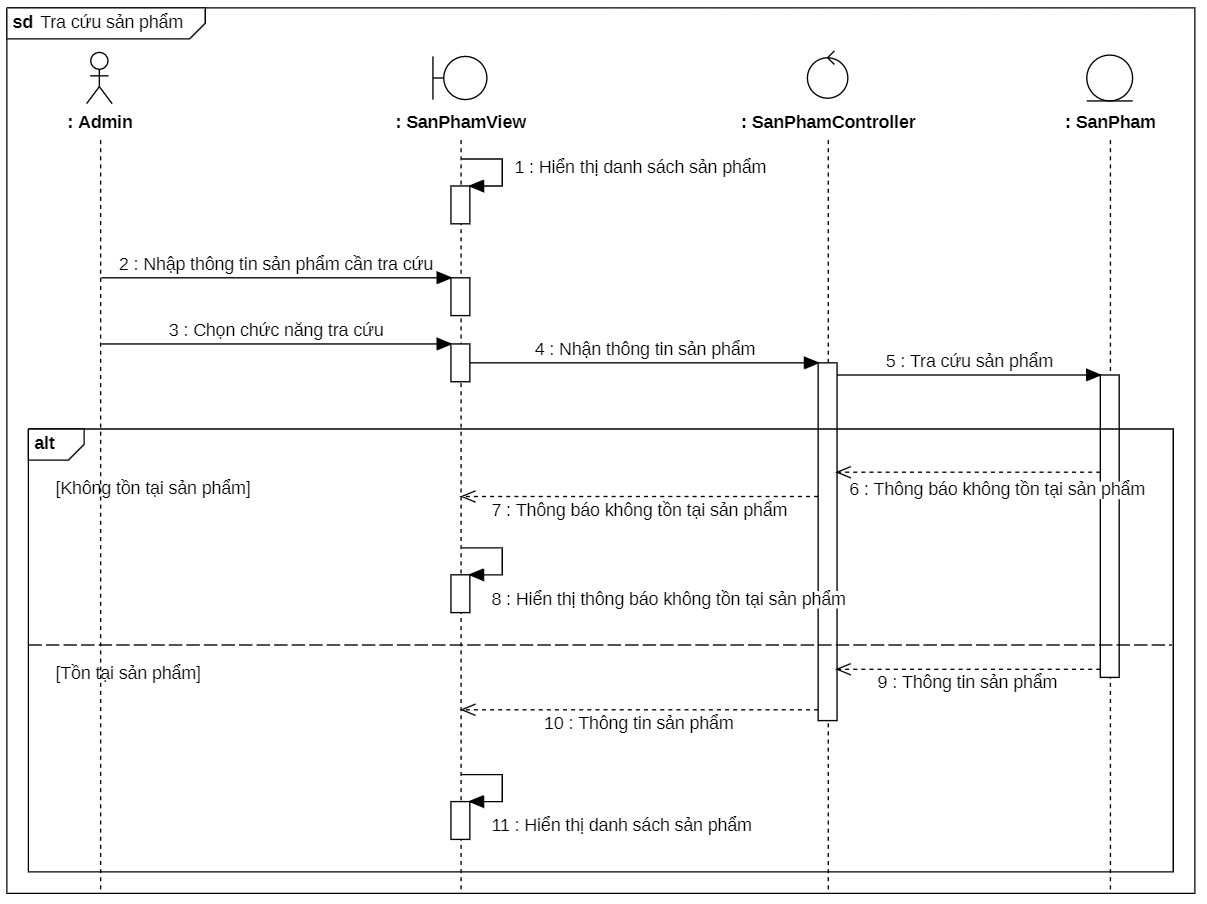 sd Tra cứu sản phẩm
: Admin
: SanPhamView
: SanPhamController
: SanPham
1 : Hiển thị danh sách sản phẩm
2 : Nhập thông tin sản phẩm cần tra cứu
3 : Chọn chức năng tra cứu
4 : Nhận thông tin sản phẩm
5 : Tra cứu sản phẩm
alt
[Không tồn tại sản phẩm]
6 : Thông báo không tồn tại sản phẩm
7 : Thông báo không tồn tại sản phẩm
8 : Hiển thị thông báo không tồn tại sản phẩm
[Tồn tại sản phẩm]
9 : Thông tin sản phẩm
10 : Thông tin sản phẩm
11 : Hiển thị danh sách sản phẩm